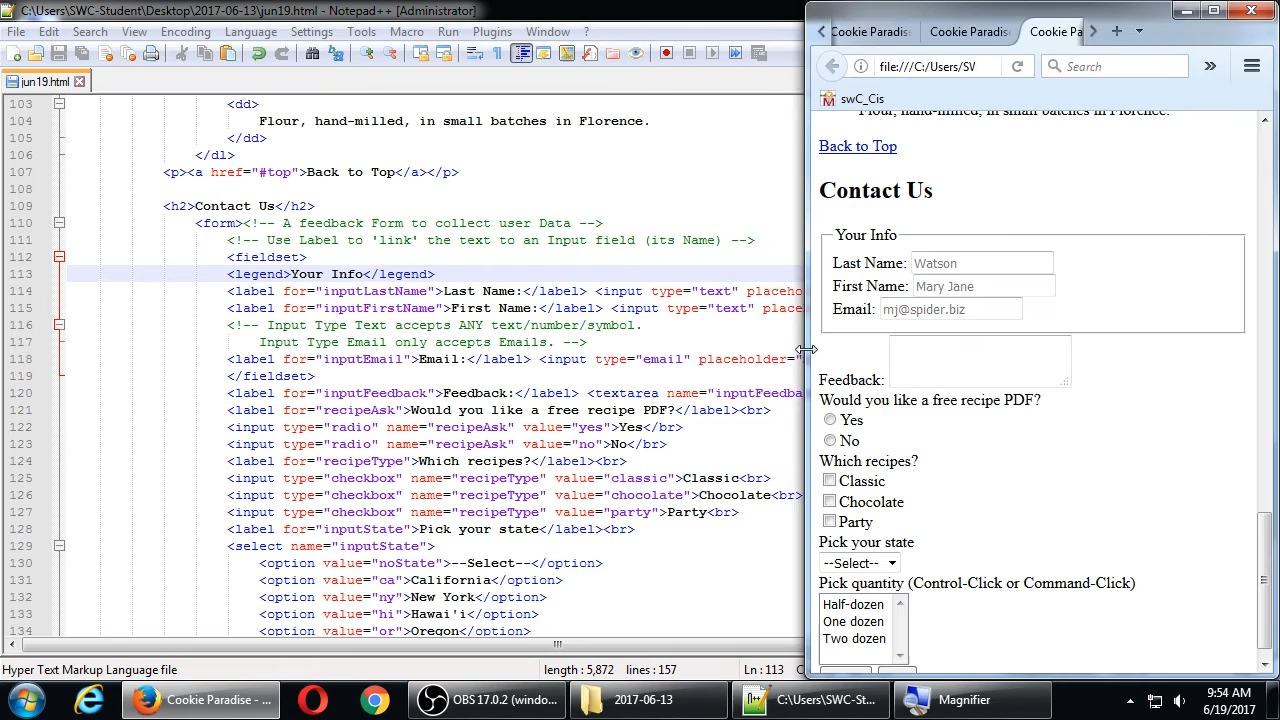 C:\Users\SWC-Student\Desktop\2017-06-13\jun19.html - Notepad++ [Administrator]
File Edit Search View Encoding Language Settings Tools Macro Run Plugins Window ?
jun19.html
103 <dd>
104 Flour, hand-milled, in small batches in Florence.
105 </dd>
106 </dl>
107 <p><a href="#top">Back to Top</a></p>
108
109 <h2>Contact Us</h2>
110 <form><!-- A feedback Form to collect user Data -->
111 <!-- Use Label to 'link' the text to an Input field (its Name) -->
112 <fieldset>
113 <legend>Your Info</legend>
114 <label for="inputLastName">Last Name:</label> <input type="text" placeho
115 <label for="inputFirstName">First Name:</label> <input type="text" place
116 <!-- Input Type Text accepts ANY text/number/symbol.
117 Input Type Email only accepts Emails. -->
118 <label for="inputEmail">Email:</label> <input type="email" placeholder="
119 </fieldset>
120 <label for="inputFeedback">Feedback:</label> <textarea name="inputFeedba
121 <label for="recipeAsk">Would you like a free recipe PDF?</label><br>
122 <input type="radio" name="recipeAsk" value="yes">Yes</br>
123 <input type="radio" name="recipeAsk" value="no">No</br>
124 <label for="recipeType">Which recipes?</label><br>
125 <input type="checkbox" name="recipeType" value="classic">Classic<br>
126 <input type="checkbox" name="recipeType" value="chocolate">Chocolate<br>
127 <input type="checkbox" name="recipeType" value="party">Party<br>
128 <label for="inputState">Pick your state</label><br>
129 <select name="inputState">
130 <option value="noState">--Select--</option>
131 <option value="ca">California</option>
132 <option value="ny">New York</option>
133 <option value="hi">Hawai'i</option>
134 <option value="or">Oregon</option>
Hyper Text Markup Language file length : 5,872 lines : 157 Ln : 113 C
Cookie Paradis Cookie Paradis Cookie Pa
file:///C:/Users/SW Search
swC_Cis
Flour, hand-milled, in small batches in Florence.
Back to Top
Contact Us
Your Info
Last Name: Watson
First Name: Mary Jane
Email: mj@spider.biz
Feedback:
Would you like a free recipe PDF?
Yes
No
Which recipes?
Classic
Chocolate
Party
Pick your state
--Select--
Pick quantity (Control-Click or Command-Click)
Half-dozen
One dozen
Two dozen
Cookie Paradise - ... OBS 17.0.2 (windo... 2017-06-13 C:\Users\SWC-St... Magnifier
9:54 AM
6/19/2017